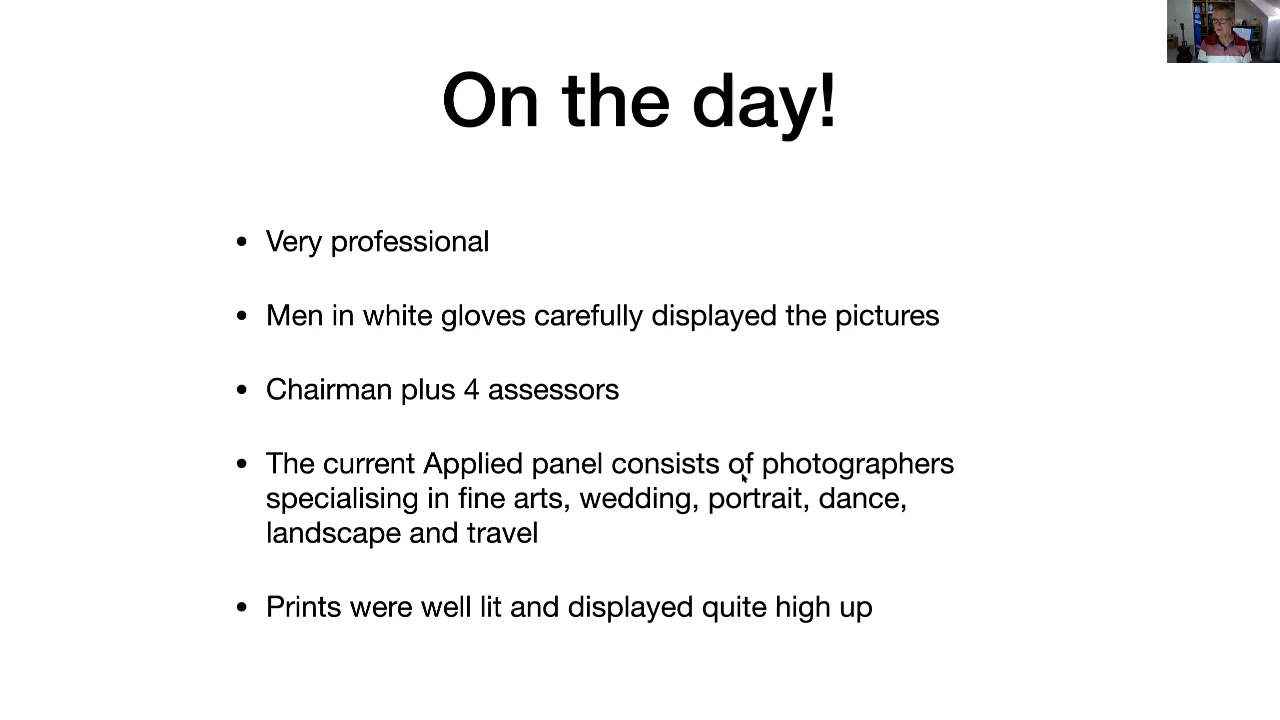 On the day!
• Very professional
• Men in white gloves carefully displayed the pictures
• Chairman plus 4 assessors
• The current Applied panel consists of photographers
specialising in fine arts, wedding, portrait, dance,
landscape and travel
• Prints were well lit and displayed quite high up